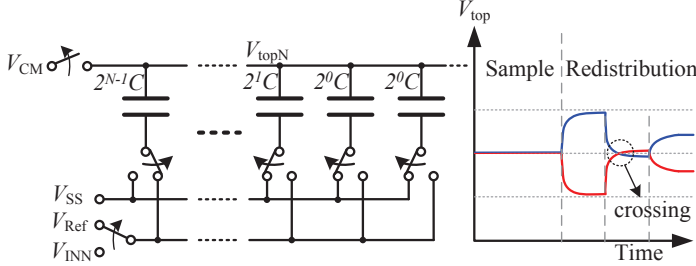 V_CM
V_topN
2^{N-1}C
2^1C
2^0C
2^0C
V_SS
V_Ref
V_INN
V_top
Sample
Redistribution
crossing
Time